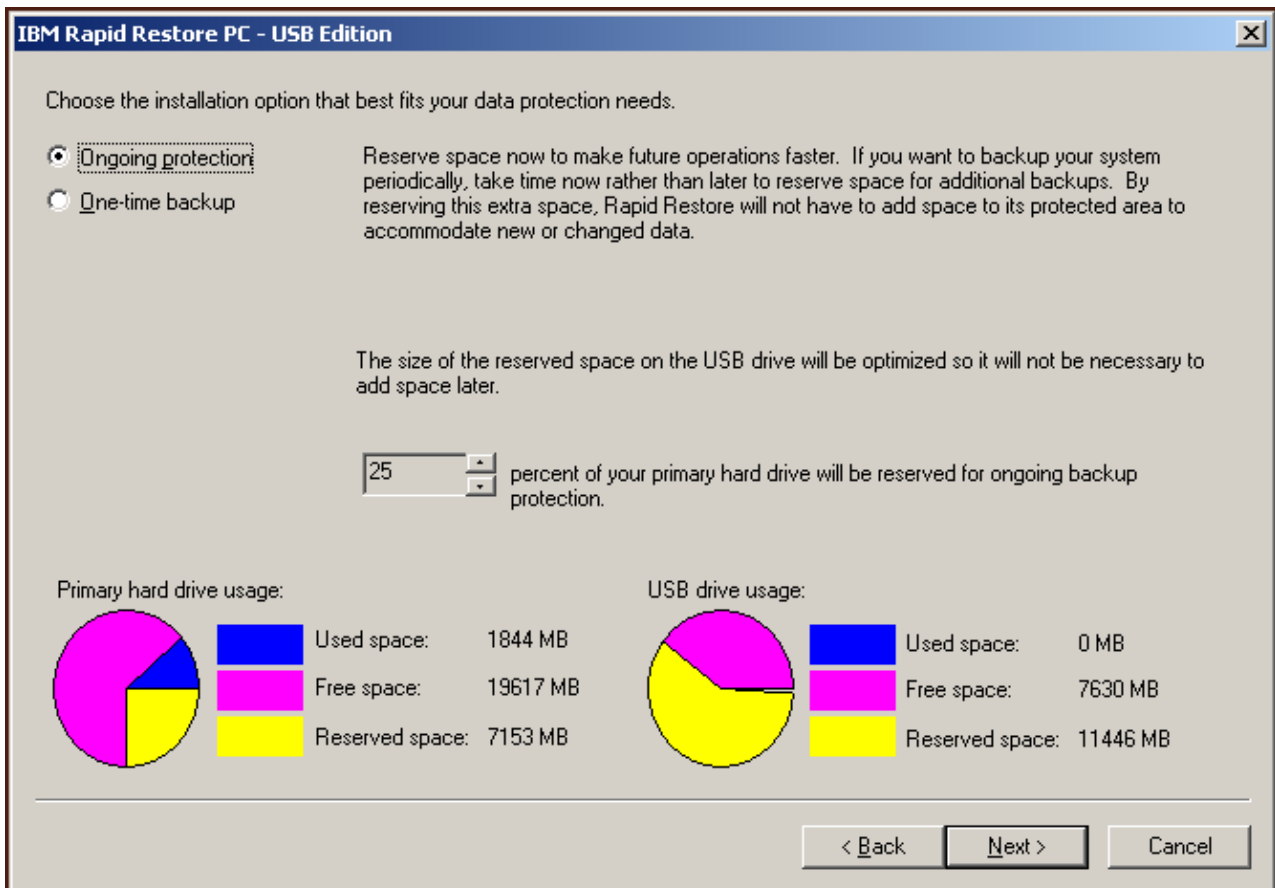 IBM Rapid Restore PC - USB Edition
Choose the installation option that best fits your data protection needs.
Ongoing protection
One-time backup
Reserve space now to make future operations faster. If you want to backup your system
periodically, take time now rather than later to reserve space for additional backups. By
reserving this extra space, Rapid Restore will not have to add space to its protected area to
accommodate new or changed data.
The size of the reserved space on the USB drive will be optimized so it will not be necessary to
add space later.
25
percent of your primary hard drive will be reserved for ongoing backup
protection.
Primary hard drive usage:
Used space: 1844 MB
Free space: 19617 MB
Reserved space: 7153 MB
USB drive usage:
Used space: 0 MB
Free space: 7630 MB
Reserved space: 11446 MB
< Back
Next >
Cancel